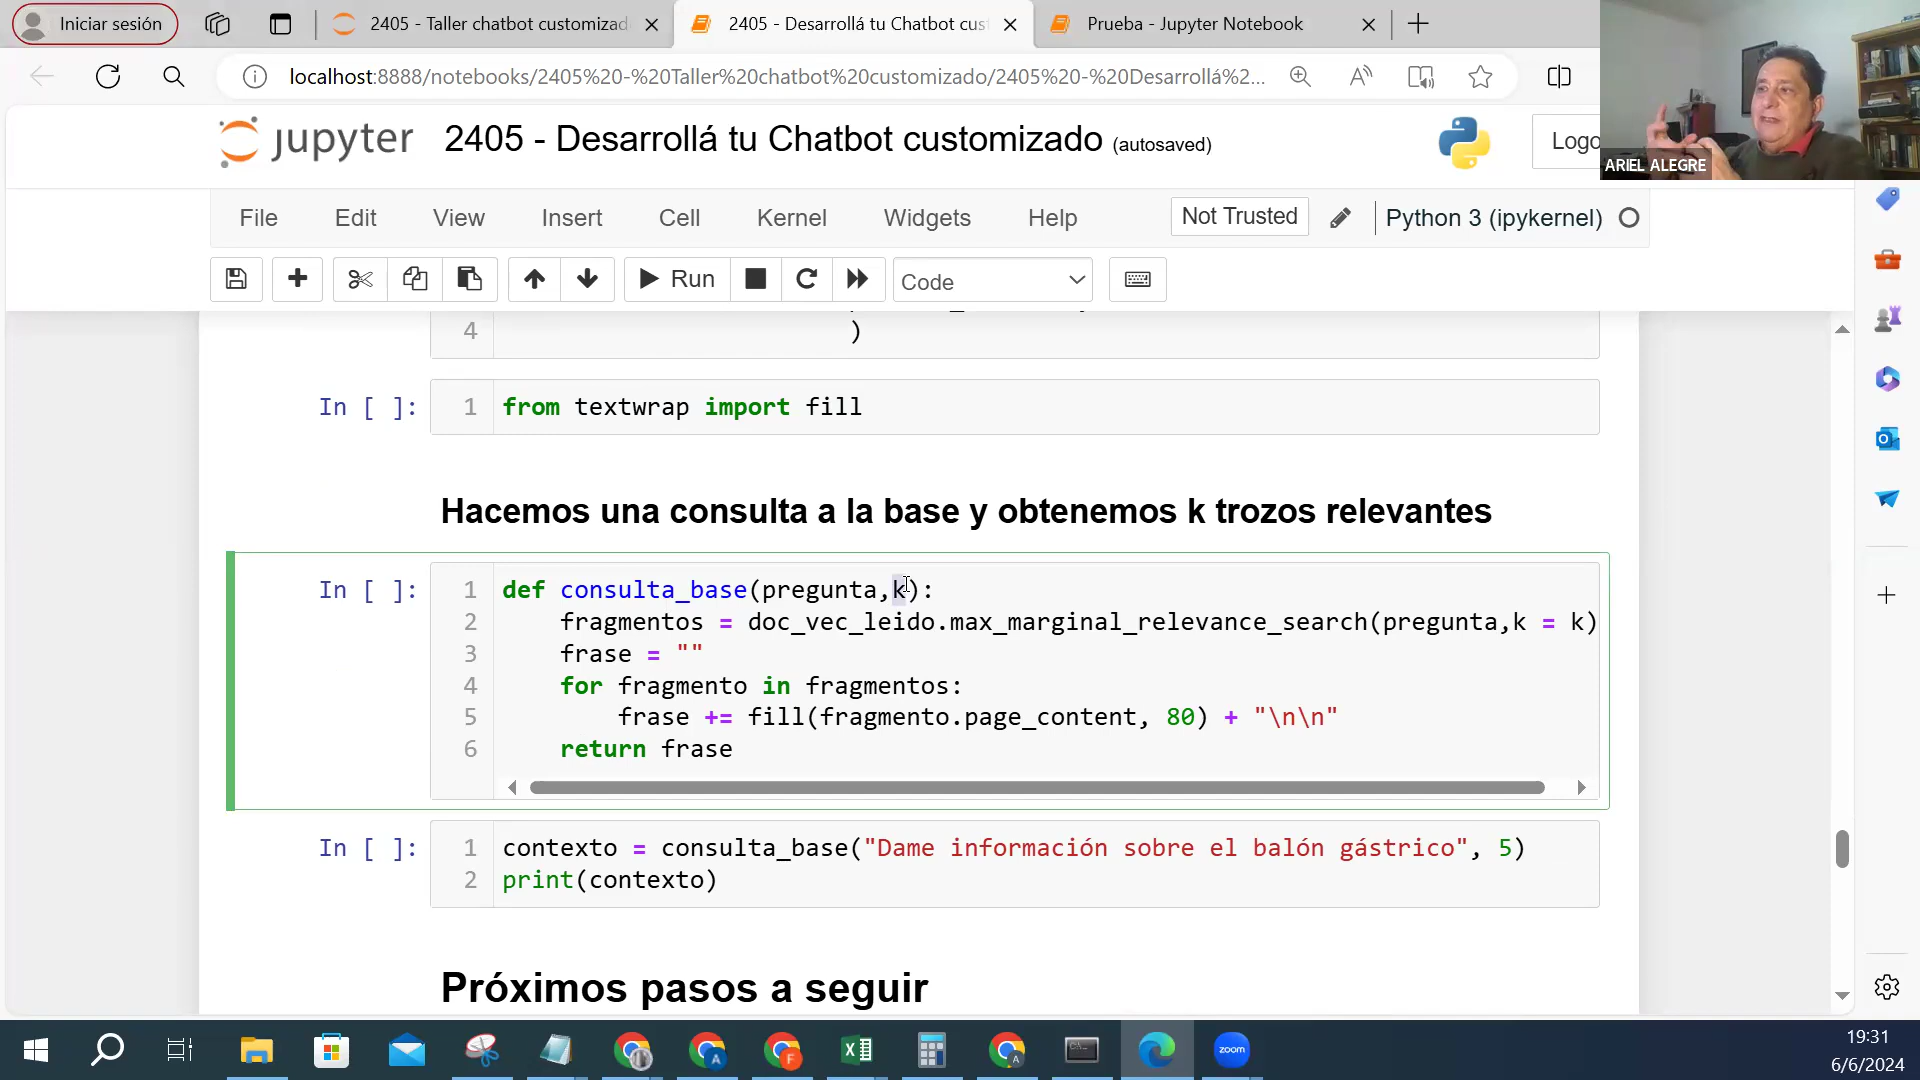 Iniciar sesión
2405 - Taller chatbot customizad
2405 - Desarrollá tu Chatbot cus
Prueba - Jupyter Notebook
localhost:8888/notebooks/2405%20-%20Taller%20chatbot%20customizado/2405%20-%20Desarrollá%2...
jupyter
2405 - Desarrollá tu Chatbot customizado (autosaved)
Logo
ARIEL ALEGRE
File Edit View Insert Cell Kernel Widgets Help
Not Trusted
Python 3 (ipykernel)
Run
Code
4 )
In [ ]: 1 from textwrap import fill
Hacemos una consulta a la base y obtenemos k trozos relevantes
In [ ]: 1 def consulta_base(pregunta,k):
2 fragmentos = doc_vec_leido.max_marginal_relevance_search(pregunta,k = k)
3 frase = ""
4 for fragmento in fragmentos:
5 frase += fill(fragmento.page_content, 80) + "\n\n"
6 return frase
In [ ]: 1 contexto = consulta_base("Dame información sobre el balón gástrico", 5)
2 print(contexto)
Próximos pasos a seguir
zoom
19:31
6/6/2024